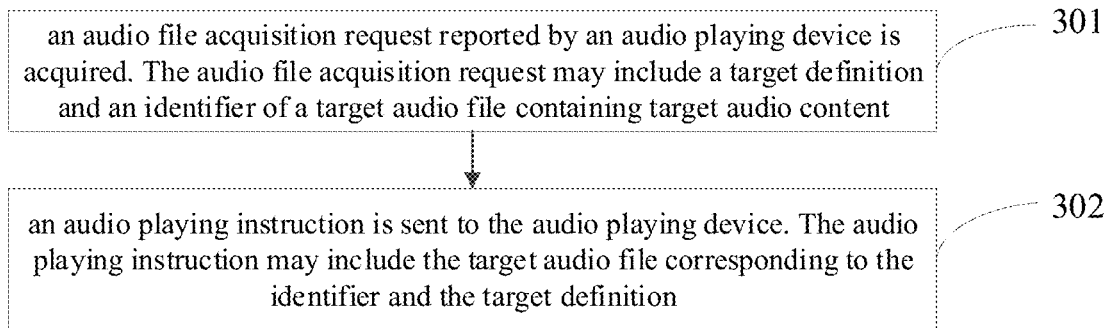 an audio file acquisition request reported by an audio playing device is
acquired. The audio file acquisition request may include a target definition
and an identifier of a target audio file containing target audio content
301
an audio playing instruction is sent to the audio playing device. The audio
playing instruction may include the target audio file corresponding to the
identifier and the target definition
302